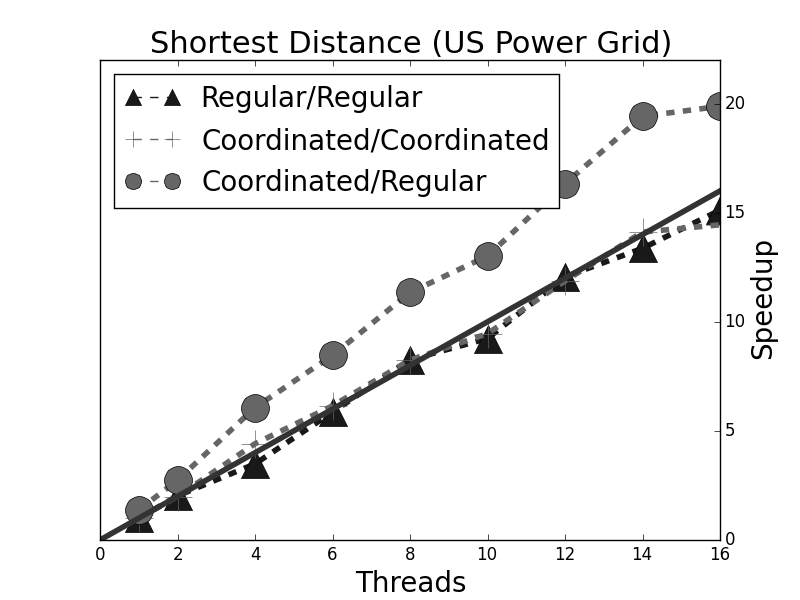 Shortest Distance (US Power Grid)
Regular/Regular
Coordinated/Coordinated
Coordinated/Regular
20
15
10
5
0
Speedup
0 2 4 6 8 10 12 14 16
Threads